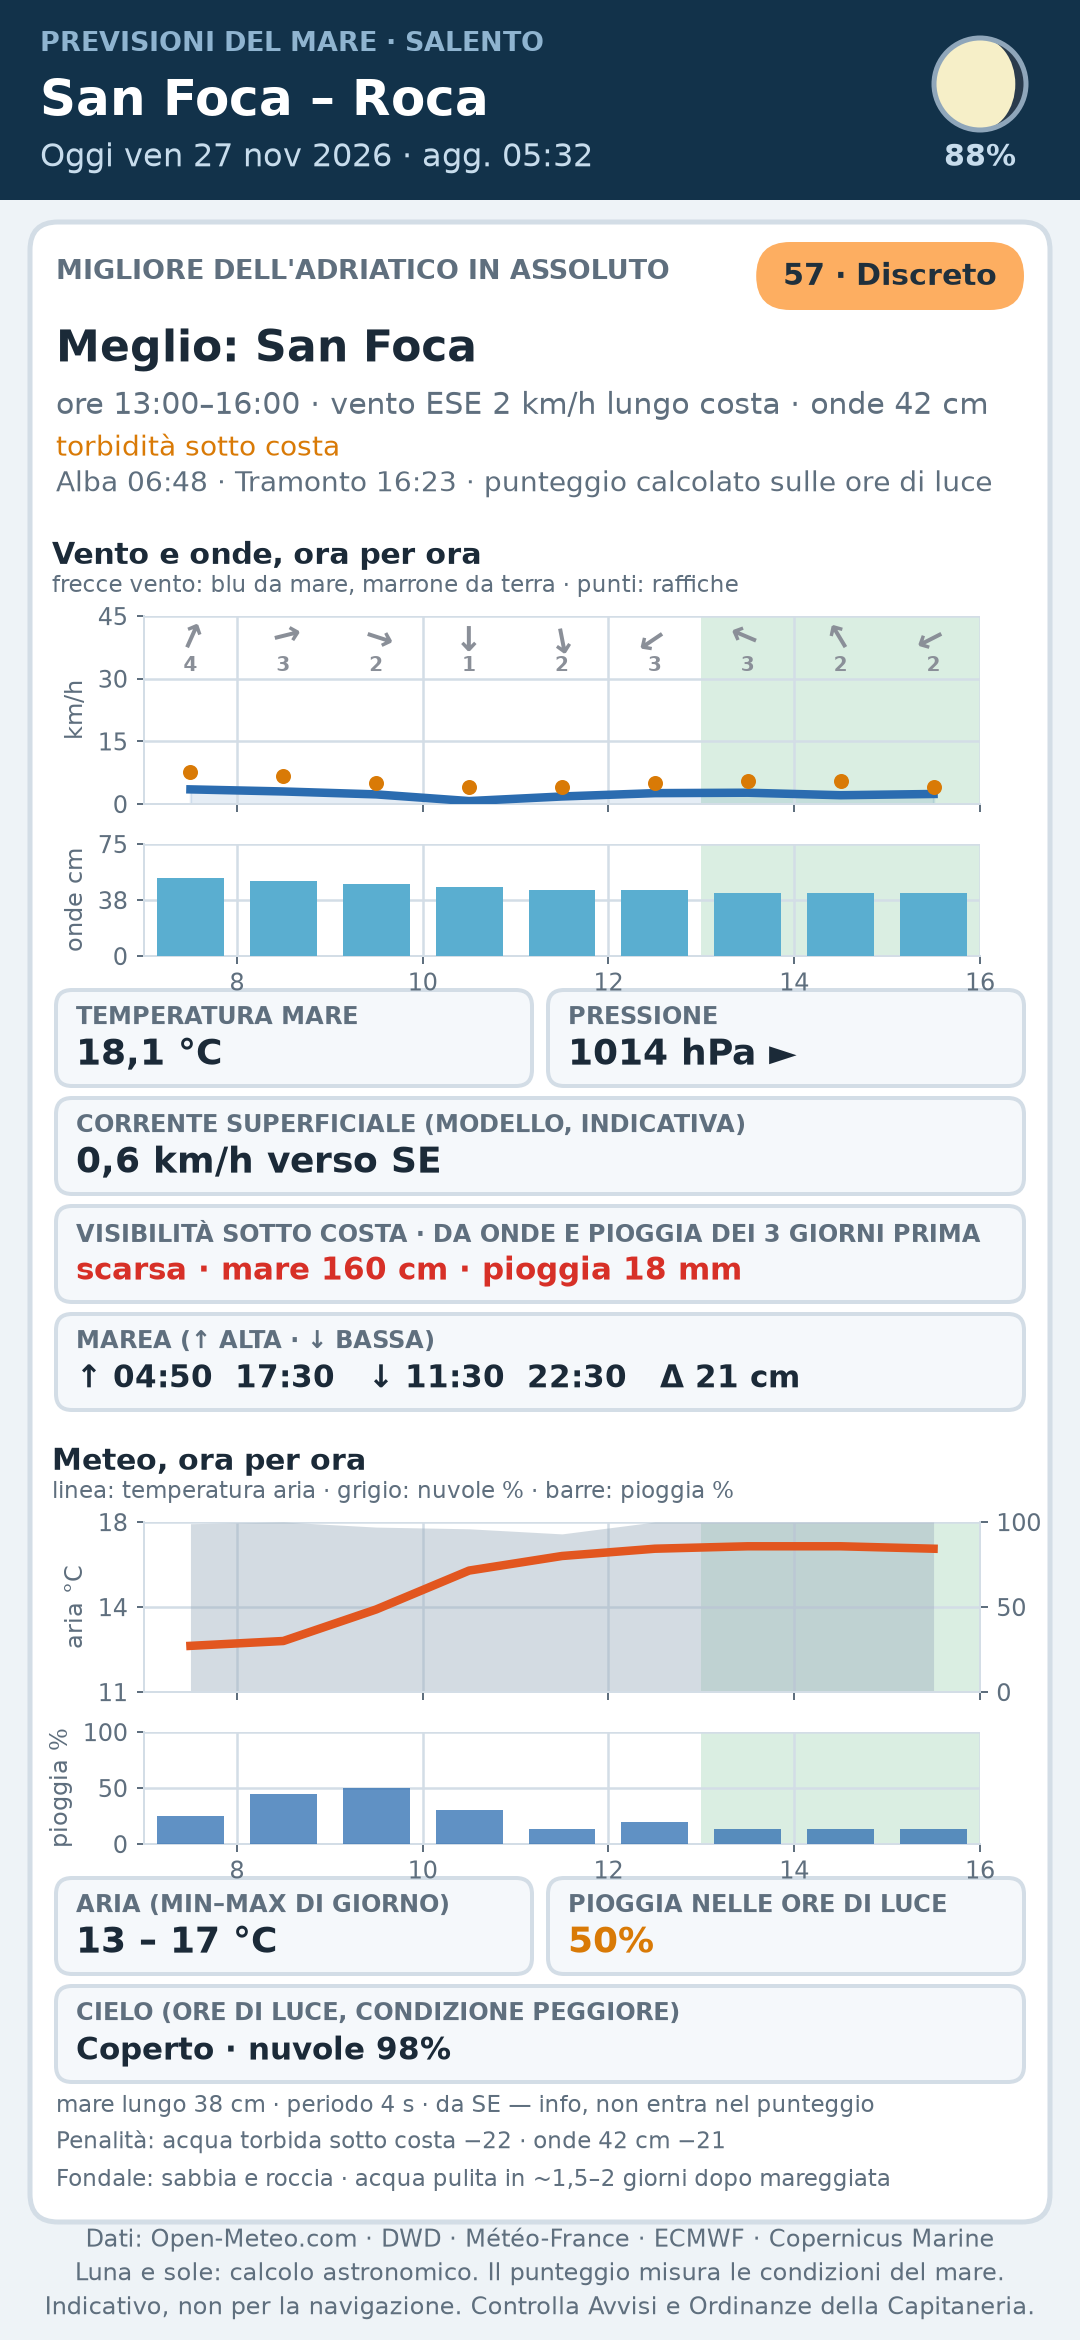 PREVISIONI DEL MARE · SALENTO
San Foca – Roca
Oggi ven 27 nov 2026 · agg. 05:32
88%
MIGLIORE DELL'ADRIATICO IN ASSOLUTO
57 · Discreto
Meglio: San Foca
ore 13:00–16:00 · vento ESE 2 km/h lungo costa · onde 42 cm
torbidità sotto costa
Alba 06:48 · Tramonto 16:23 · punteggio calcolato sulle ore di luce
Vento e onde, ora per ora
frecce vento: blu da mare, marrone da terra · punti: raffiche
45
30
15
0
km/h
4 3 2 1 2 3 3 2 2
75
38
0
onde cm
8 10 12 14 16
TEMPERATURA MARE
18,1 °C
PRESSIONE
1014 hPa ►
CORRENTE SUPERFICIALE (MODELLO, INDICATIVA)
0,6 km/h verso SE
VISIBILITÀ SOTTO COSTA · DA ONDE E PIOGGIA DEI 3 GIORNI PRIMA
scarsa · mare 160 cm · pioggia 18 mm
MAREA (↑ ALTA · ↓ BASSA)
↑ 04:50 17:30 ↓ 11:30 22:30 Δ 21 cm
Meteo, ora per ora
linea: temperatura aria · grigio: nuvole % · barre: pioggia %
18
14
11
aria °C
100
50
0
100
50
0
pioggia %
8 10 12 14 16
ARIA (MIN–MAX DI GIORNO)
13 – 17 °C
PIOGGIA NELLE ORE DI LUCE
50%
CIELO (ORE DI LUCE, CONDIZIONE PEGGIORE)
Coperto · nuvole 98%
mare lungo 38 cm · periodo 4 s · da SE — info, non entra nel punteggio
Penalità: acqua torbida sotto costa −22 · onde 42 cm −21
Fondale: sabbia e roccia · acqua pulita in ~1,5–2 giorni dopo mareggiata
Dati: Open-Meteo.com · DWD · Météo-France · ECMWF · Copernicus Marine
Luna e sole: calcolo astronomico. Il punteggio misura le condizioni del mare.
Indicativo, non per la navigazione. Controlla Avvisi e Ordinanze della Capitaneria.